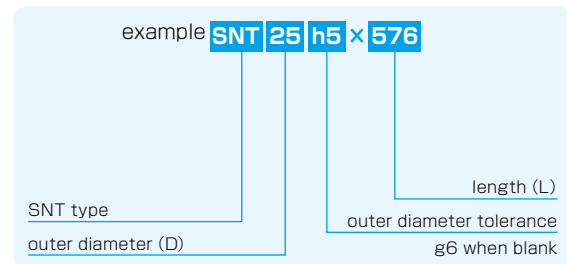 example SNT 25 h5 × 576
length (L)
SNT type
outer diameter tolerance
outer diameter (D)
g6 when blank